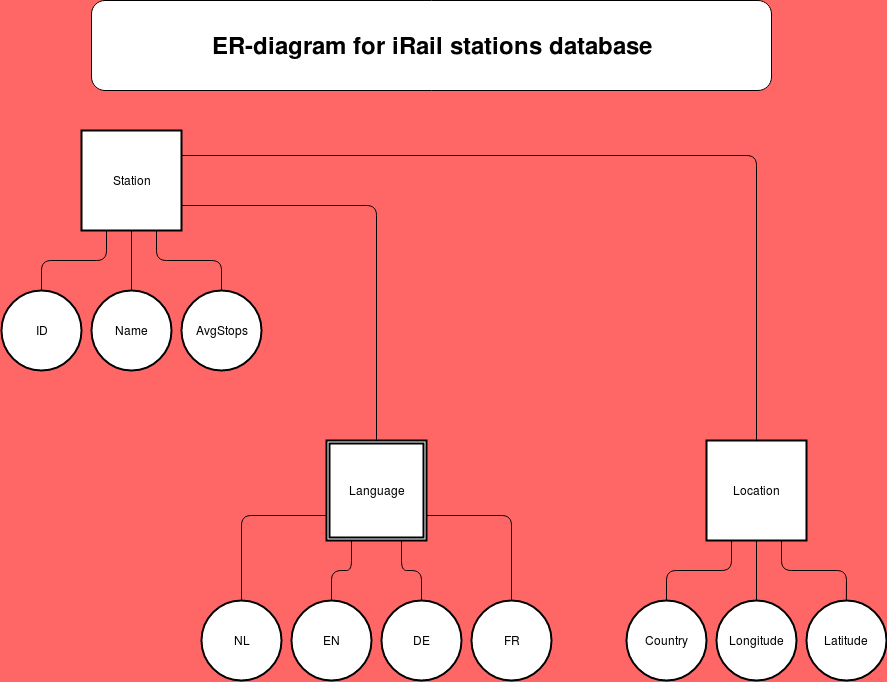 ER-diagram for iRail stations database
Station
ID
Name
AvgStops
Language
Location
NL
EN
DE
FR
Country
Longitude
Latitude